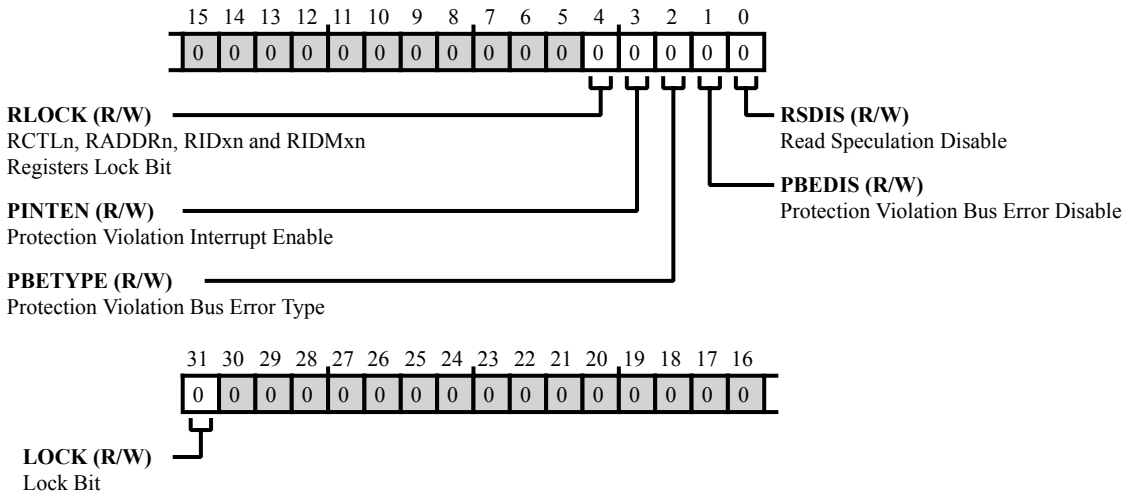 15 14 13 12 11 10 9 8 7 6 5 4 3 2 1 0
0 0 0 0 0 0 0 0 0 0 0 0 0 0 0 0
RLOCK (R/W)
RCTLn, RADDRn, RIDxn and RIDMxn
Registers Lock Bit
RSDIS (R/W)
Read Speculation Disable
PINTEN (R/W)
Protection Violation Interrupt Enable
PBEDIS (R/W)
Protection Violation Bus Error Disable
PBETYPE (R/W)
Protection Violation Bus Error Type
31 30 29 28 27 26 25 24 23 22 21 20 19 18 17 16
0 0 0 0 0 0 0 0 0 0 0 0 0 0 0 0
LOCK (R/W)
Lock Bit